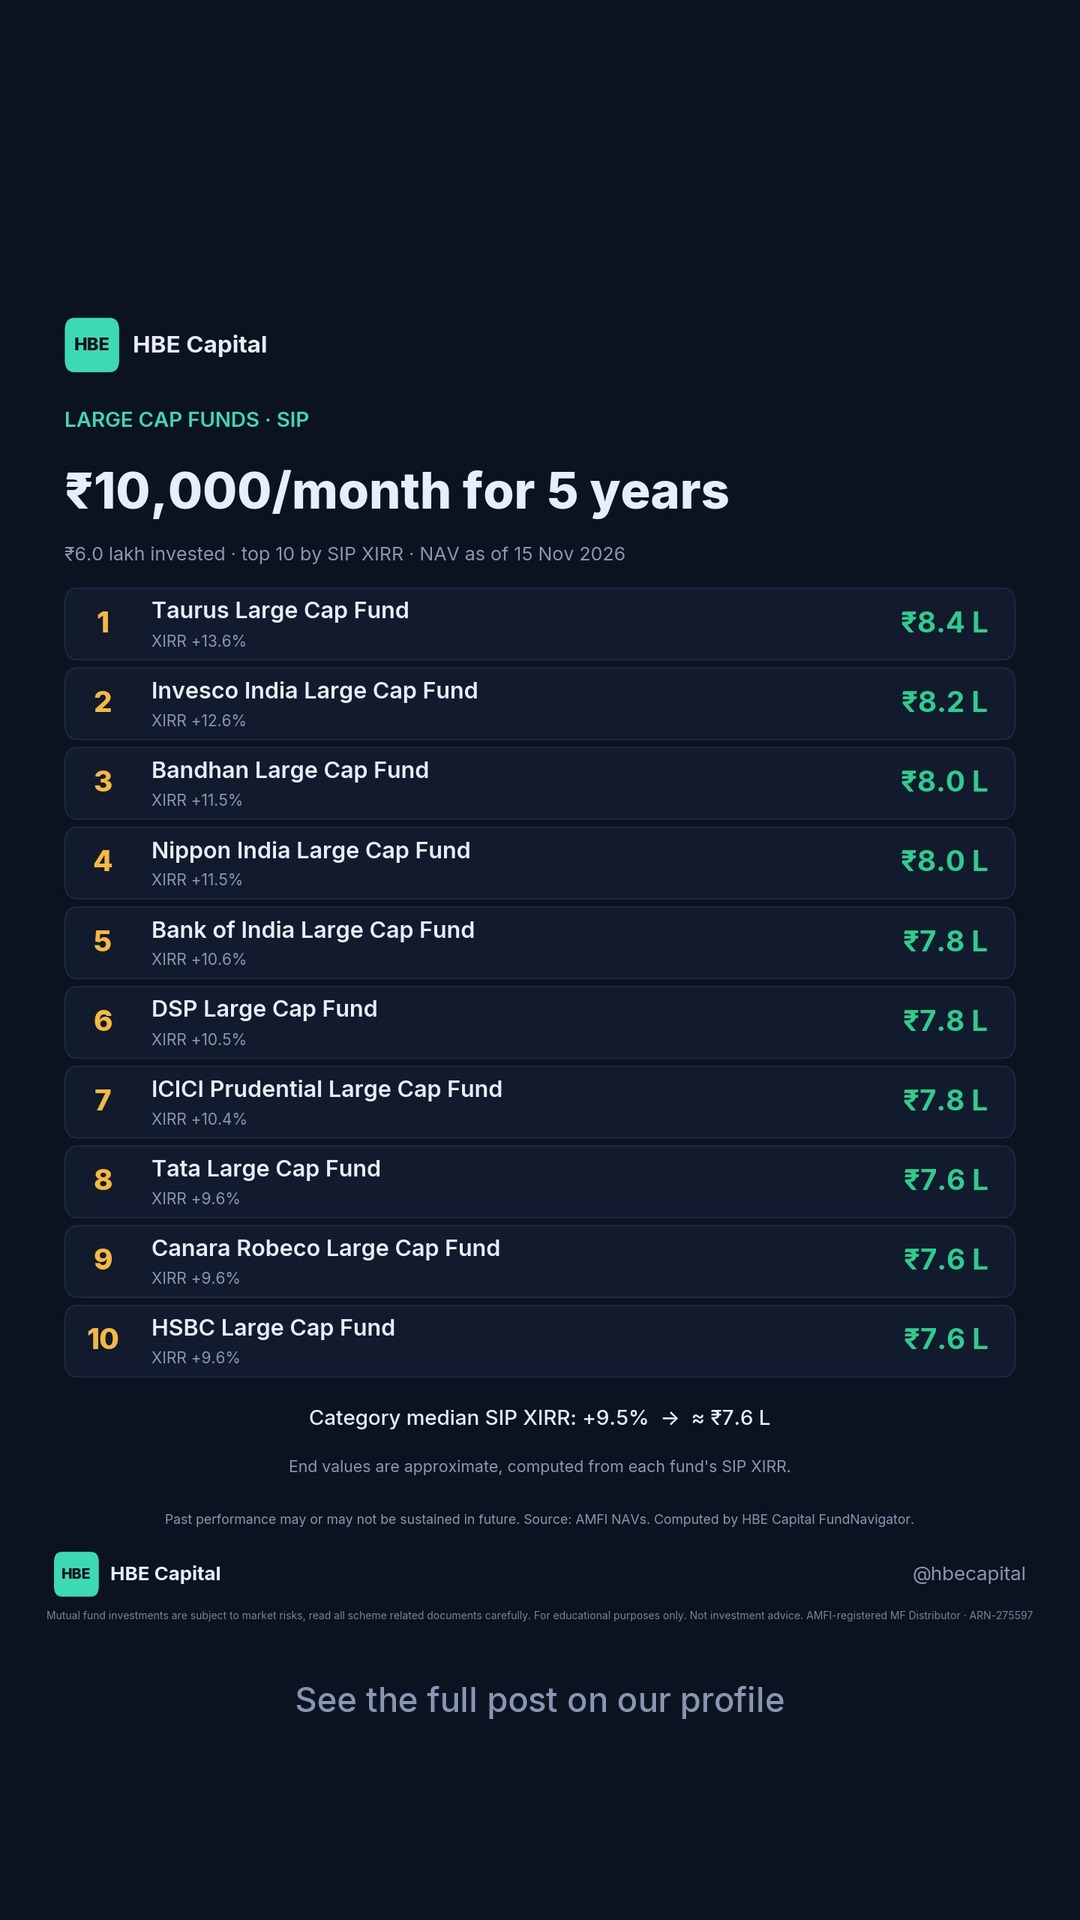 HBE HBE Capital
LARGE CAP FUNDS · SIP
₹10,000/month for 5 years
₹6.0 lakh invested · top 10 by SIP XIRR · NAV as of 15 Nov 2026
1 Taurus Large Cap Fund ₹8.4 L
XIRR +13.6%
2 Invesco India Large Cap Fund ₹8.2 L
XIRR +12.6%
3 Bandhan Large Cap Fund ₹8.0 L
XIRR +11.5%
4 Nippon India Large Cap Fund ₹8.0 L
XIRR +11.5%
5 Bank of India Large Cap Fund ₹7.8 L
XIRR +10.6%
6 DSP Large Cap Fund ₹7.8 L
XIRR +10.5%
7 ICICI Prudential Large Cap Fund ₹7.8 L
XIRR +10.4%
8 Tata Large Cap Fund ₹7.6 L
XIRR +9.6%
9 Canara Robeco Large Cap Fund ₹7.6 L
XIRR +9.6%
10 HSBC Large Cap Fund ₹7.6 L
XIRR +9.6%
Category median SIP XIRR: +9.5% → ≈ ₹7.6 L
End values are approximate, computed from each fund's SIP XIRR.
Past performance may or may not be sustained in future. Source: AMFI NAVs. Computed by HBE Capital FundNavigator.
HBE HBE Capital @hbecapital
Mutual fund investments are subject to market risks, read all scheme related documents carefully. For educational purposes only. Not investment advice. AMFI-registered MF Distributor · ARN-275597
See the full post on our profile